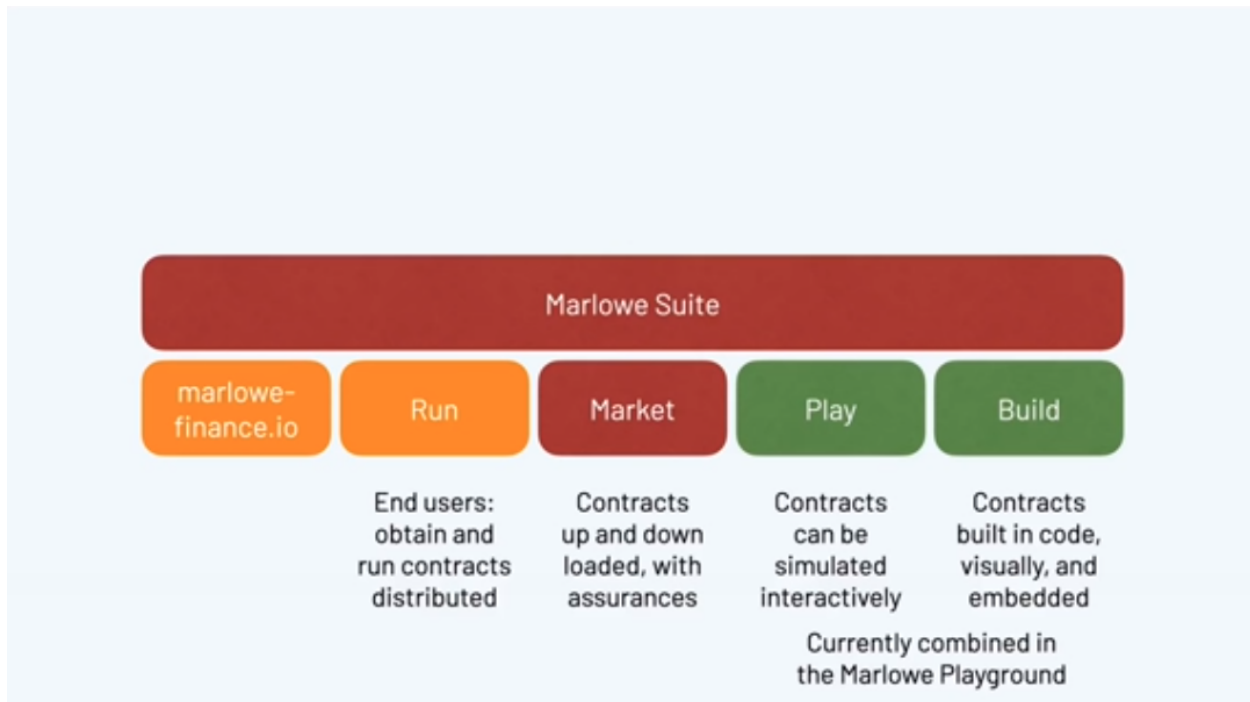 Marlowe Suite
marlowe-
finance.io
Run
Market
Play
Build
End users:
obtain and
run contracts
distributed
Contracts
up and down
loaded, with
assurances
Contracts
can be
simulated
interactively
Contracts
built in code,
visually, and
embedded
Currently combined in
the Marlowe Playground